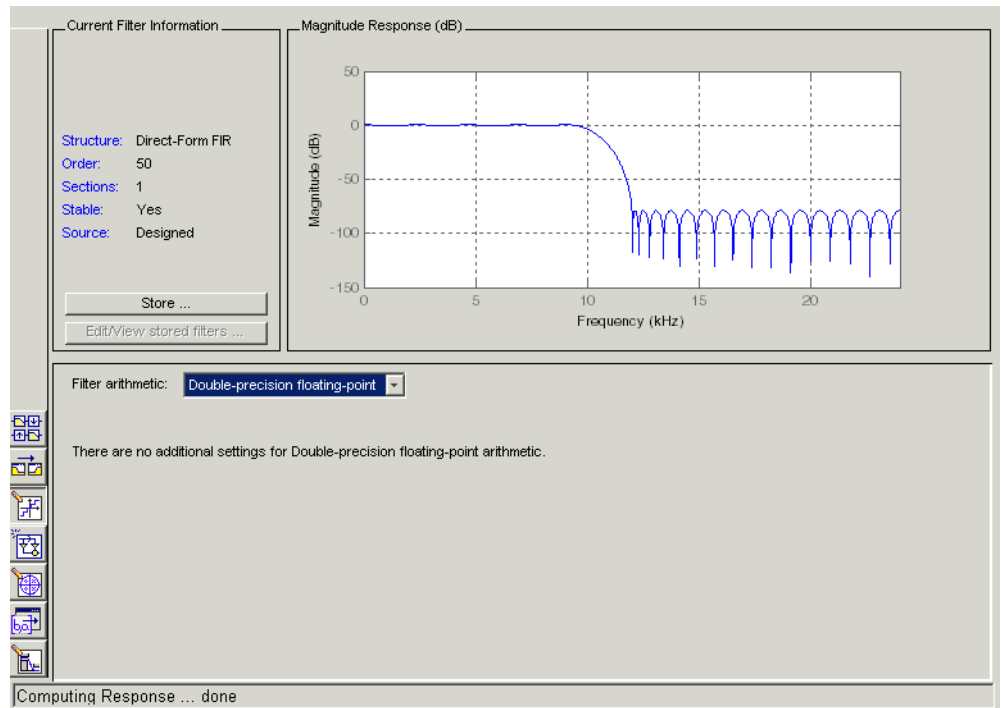 Current Filter Information
Structure: Direct-Form FIR
Order: 50
Sections: 1
Stable: Yes
Source: Designed
Store ...
Edit/View stored filters ...
Magnitude Response (dB)
50
0
-50
-100
-150
Magnitude (dB)
0 5 10 15 20
Frequency (kHz)
Filter arithmetic: Double-precision floating-point
There are no additional settings for Double-precision floating-point arithmetic.
[b,a]
Computing Response ... done